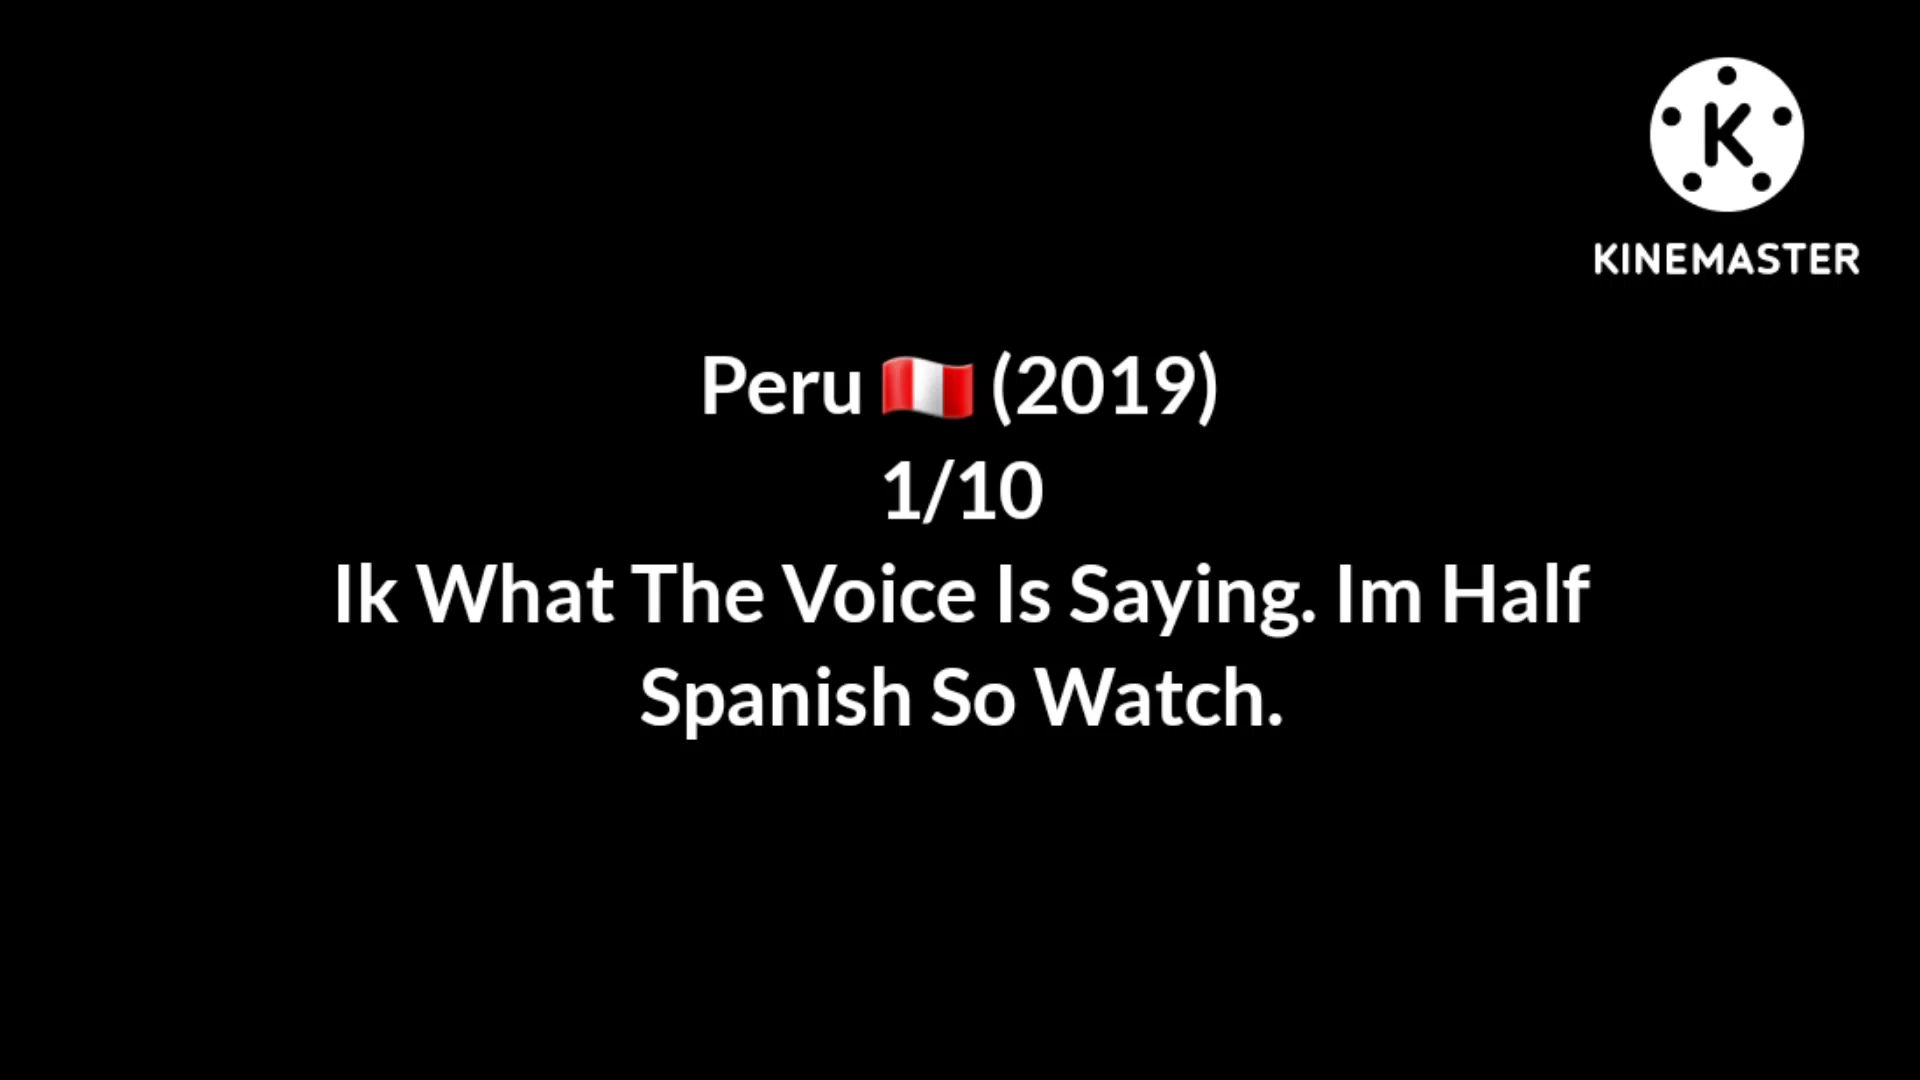 K
KINEMASTER
Peru 🇵🇪 (2019)
1/10
Ik What The Voice Is Saying. Im Half
Spanish So Watch.